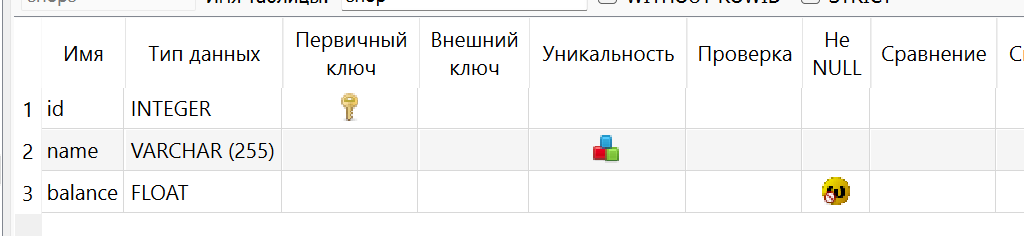 Имя таблицы: shop WITHOUT ROWID STRICT
Имя Тип данных Первичный ключ Внешний ключ Уникальность Проверка Не NULL Сравнение
1 id INTEGER
2 name VARCHAR (255)
3 balance FLOAT